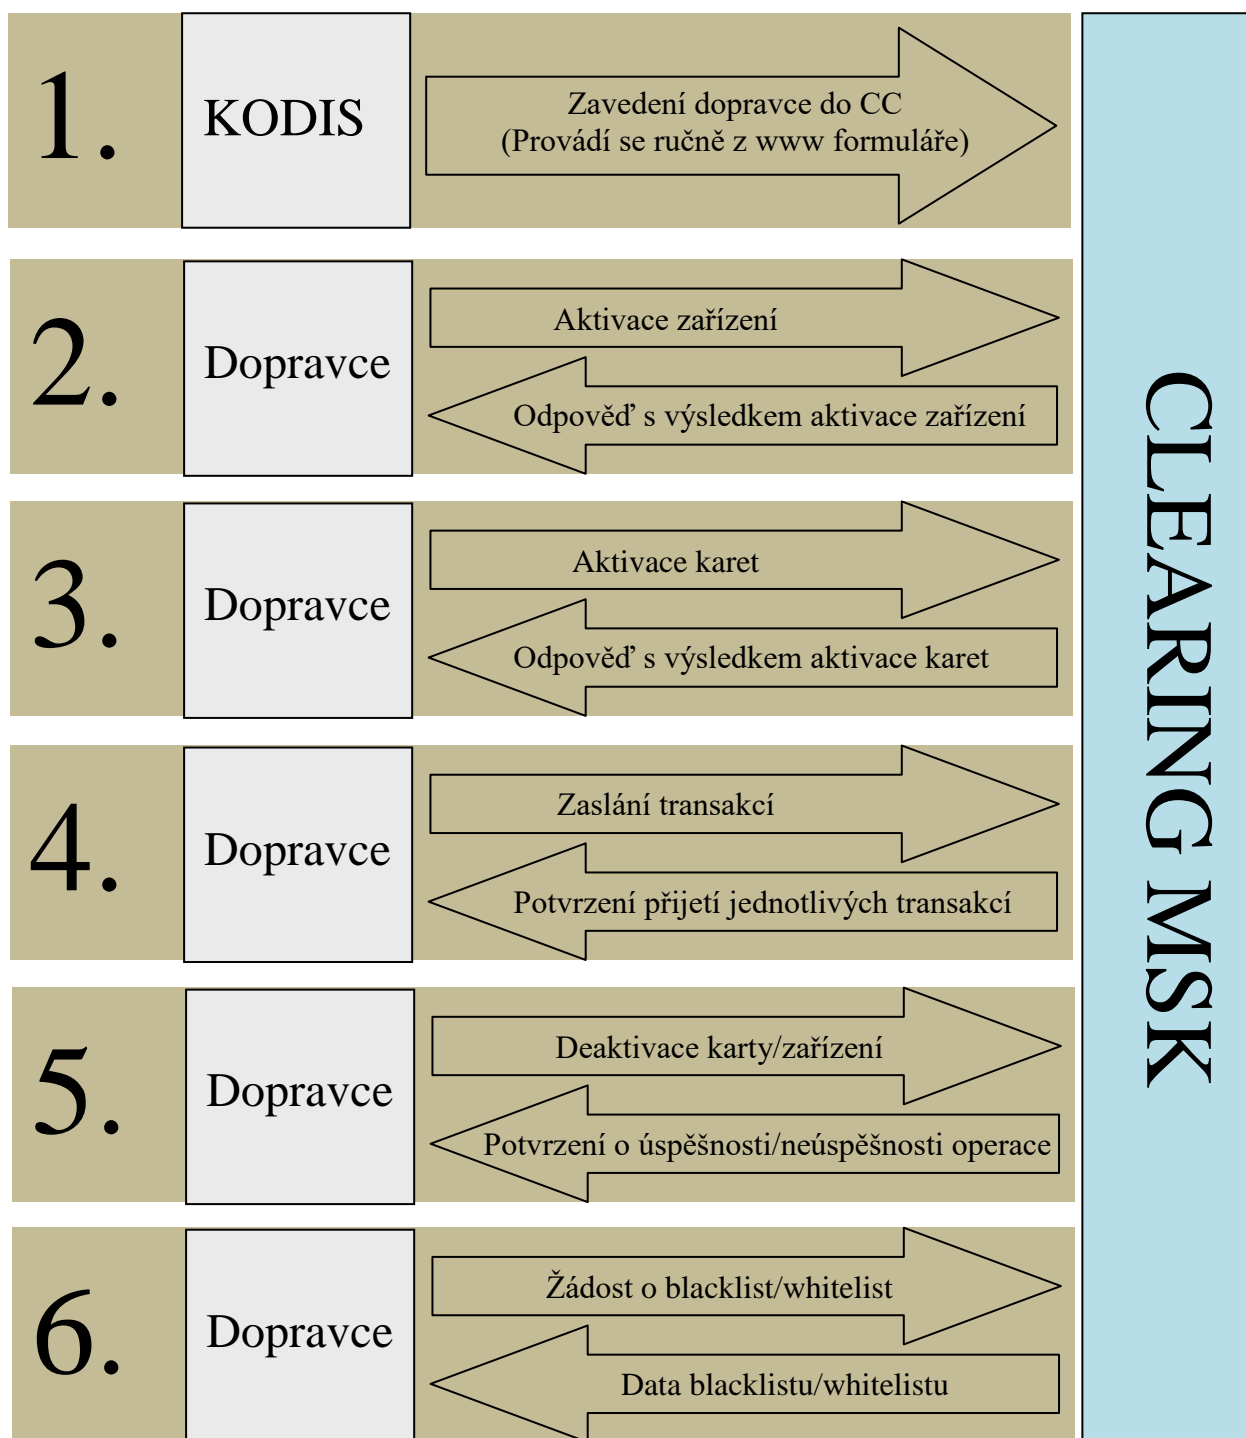 1.
KODIS
Zavedení dopravce do CC
(Provádí se ručně z www formuláře)
2.
Dopravce
Aktivace zařízení
Odpověď s výsledkem aktivace zařízení
3.
Dopravce
Aktivace karet
Odpověď s výsledkem aktivace karet
4.
Dopravce
Zaslání transakcí
Potvrzení přijetí jednotlivých transakcí
5.
Dopravce
Deaktivace karty/zařízení
Potvrzení o úspěšnosti/neúspěšnosti operace
6.
Dopravce
Žádost o blacklist/whitelist
Data blacklistu/whitelistu
CLEARING MSK